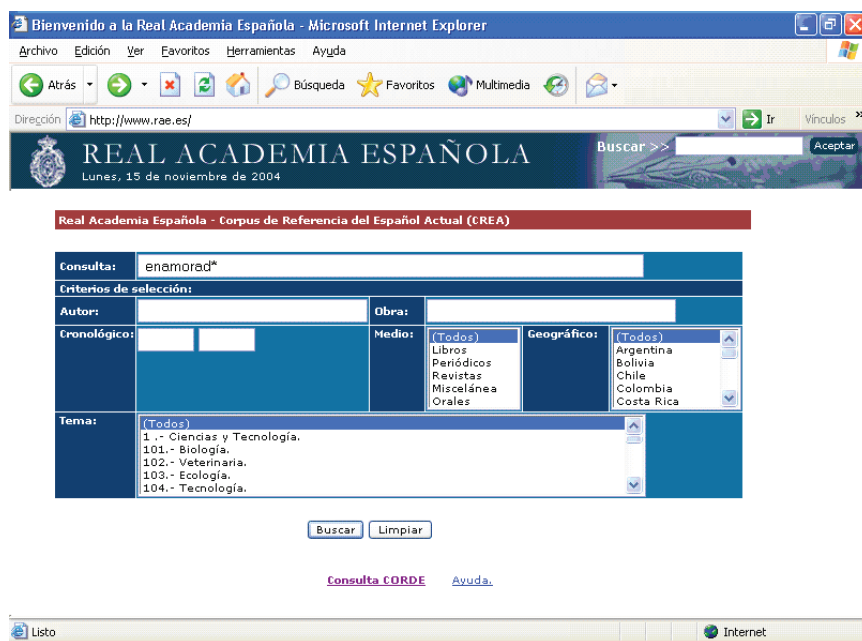 Bienvenido a la Real Academia Española - Microsoft Internet Explorer
Archivo Edición Ver Favoritos Herramientas Ayuda
Atrás Búsqueda Favoritos Multimedia
Dirección http://www.rae.es/ Ir Vínculos »
REAL ACADEMIA ESPAÑOLA Buscar >> Aceptar
Lunes, 15 de noviembre de 2004
Real Academia Española - Corpus de Referencia del Español Actual (CREA)
Consulta: enamorad*
Criterios de selección:
Autor: Obra:
Cronológico: Medio: (Todos) Geográfico: (Todos)
Libros Argentina
Periódicos Bolivia
Revistas Chile
Miscelánea Colombia
Orales Costa Rica
Tema: (Todos)
1 .- Ciencias y Tecnología.
101.- Biología.
102.- Veterinaria.
103.- Ecología.
104.- Tecnología.
Buscar Limpiar
Consulta CORDE Ayuda.
Listo Internet